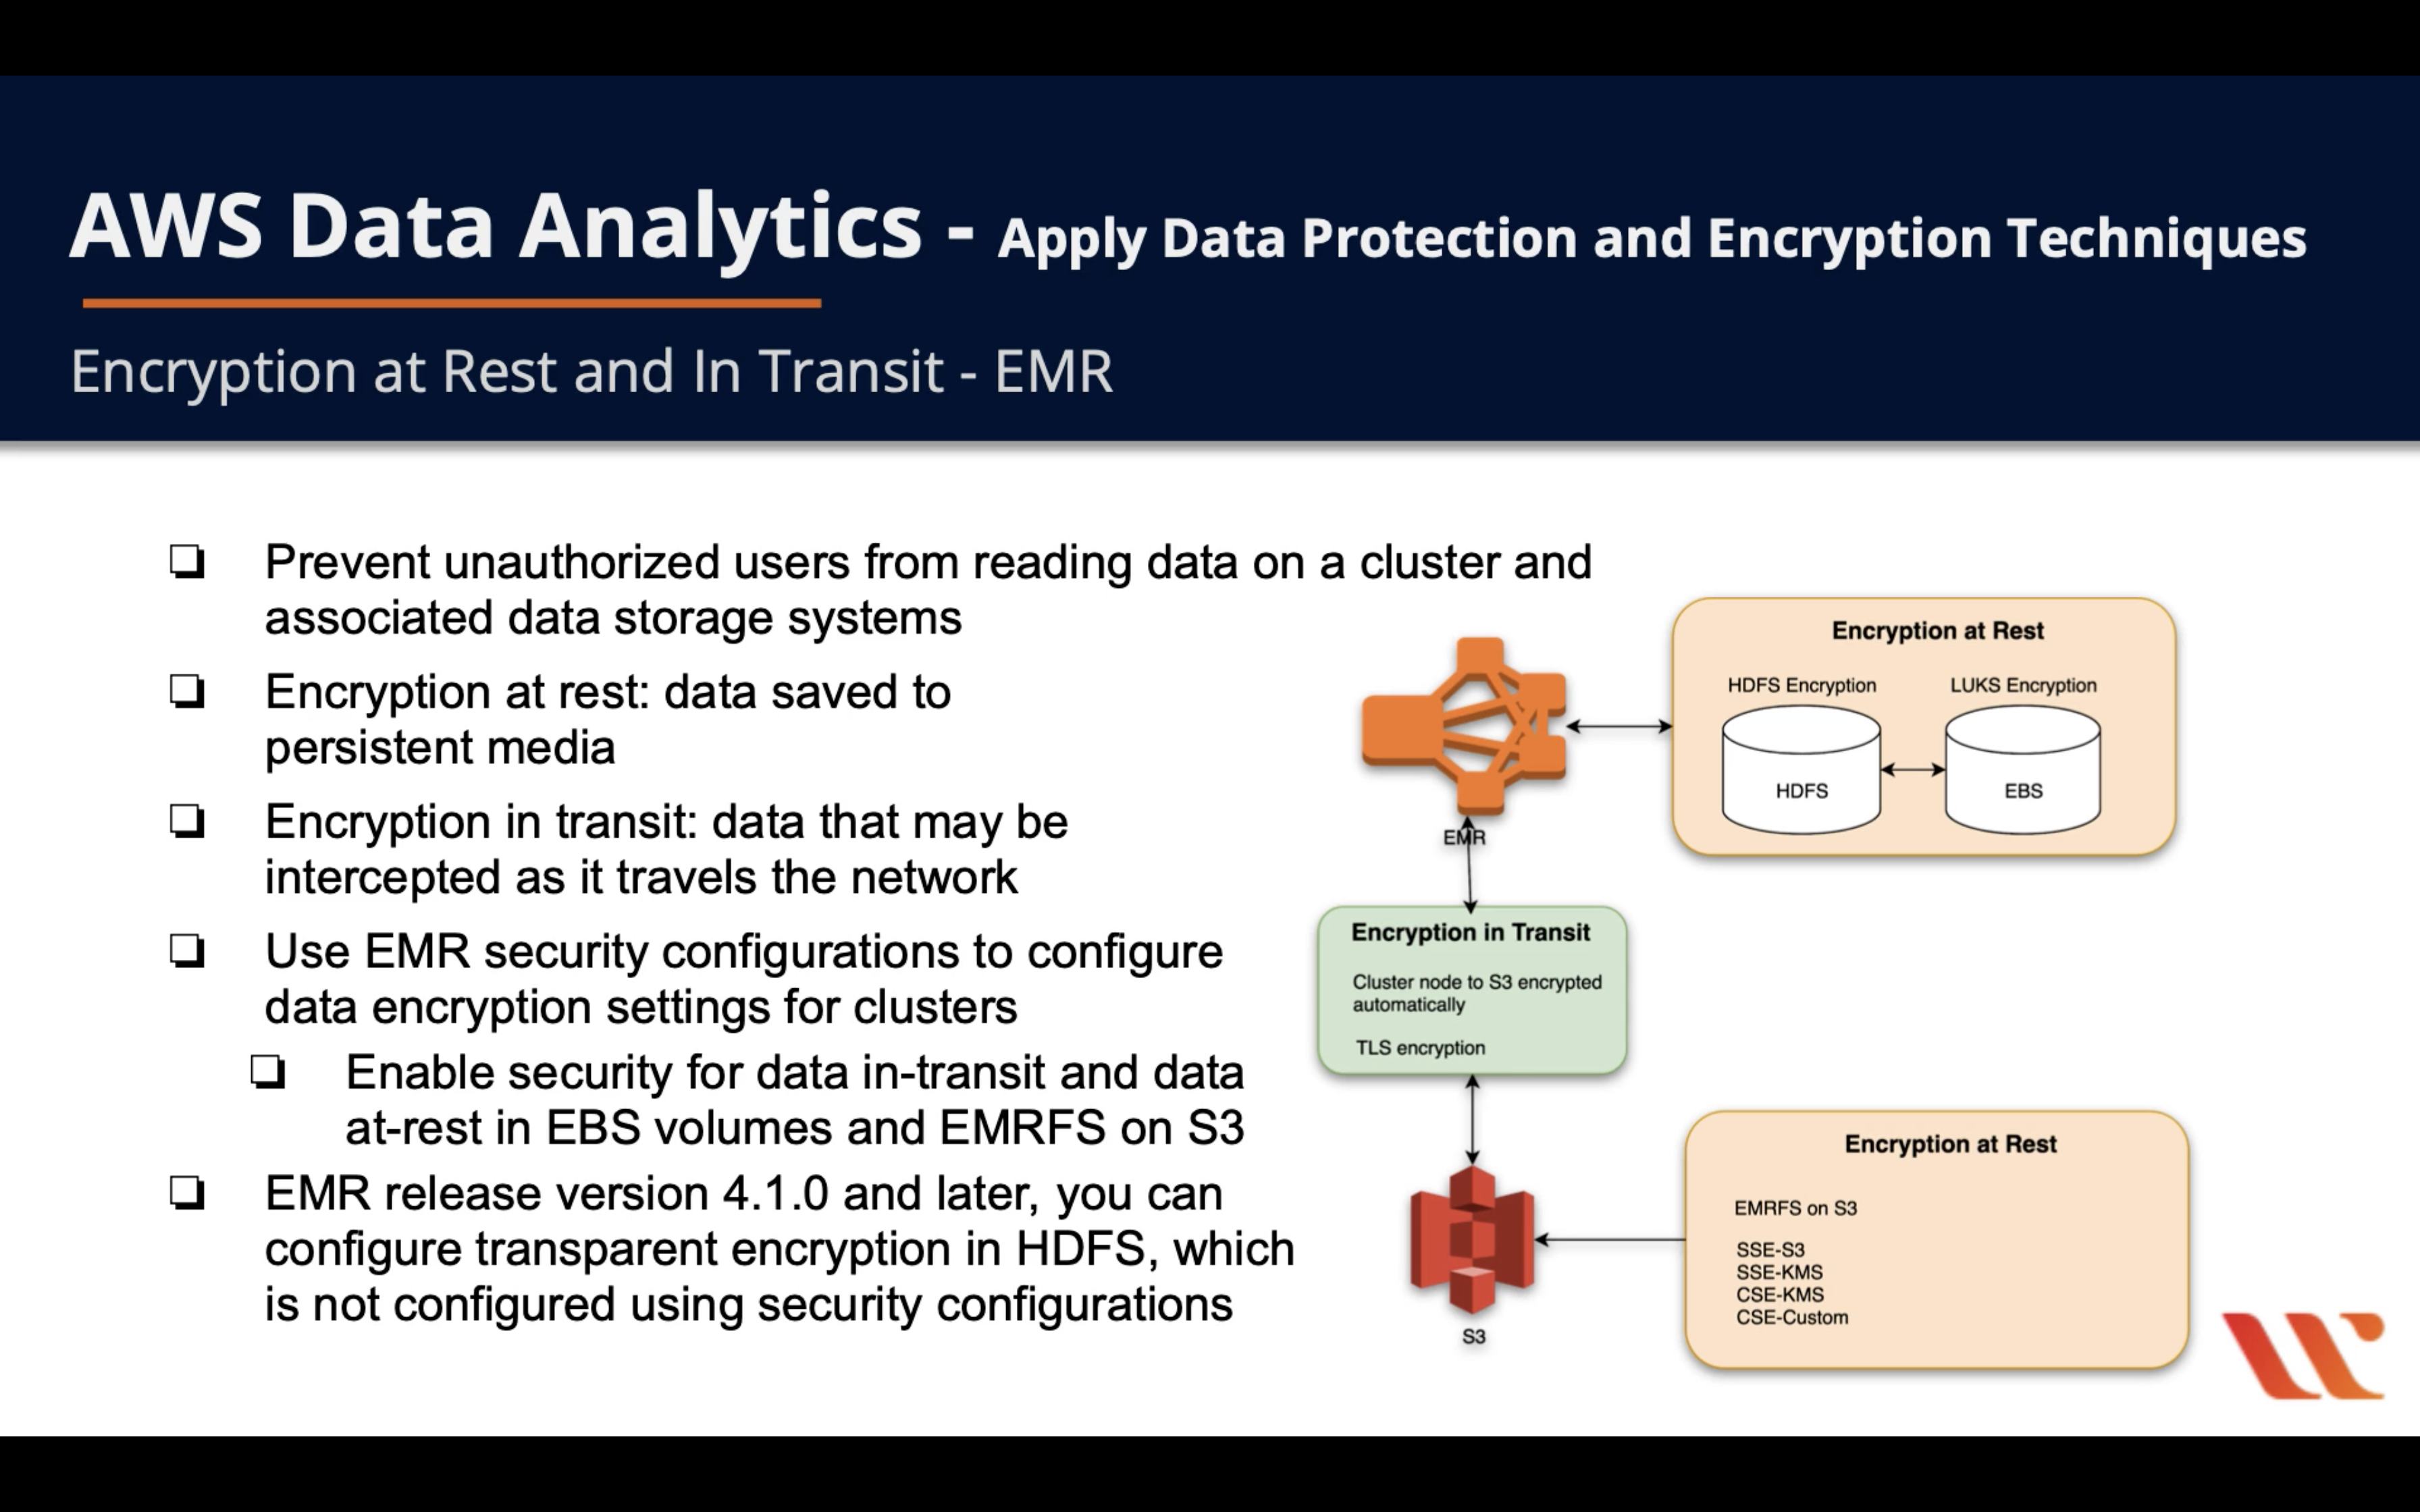 AWS Data Analytics - Apply Data Protection and Encryption Techniques
Encryption at Rest and In Transit - EMR
❏ Prevent unauthorized users from reading data on a cluster and
associated data storage systems
❏ Encryption at rest: data saved to
persistent media
❏ Encryption in transit: data that may be
intercepted as it travels the network
❏ Use EMR security configurations to configure
data encryption settings for clusters
❏ Enable security for data in-transit and data
at-rest in EBS volumes and EMRFS on S3
❏ EMR release version 4.1.0 and later, you can
configure transparent encryption in HDFS, which
is not configured using security configurations
EMR
Encryption at Rest
HDFS Encryption
LUKS Encryption
HDFS
EBS
Encryption in Transit
Cluster node to S3 encrypted
automatically
TLS encryption
S3
Encryption at Rest
EMRFS on S3
SSE-S3
SSE-KMS
CSE-KMS
CSE-Custom